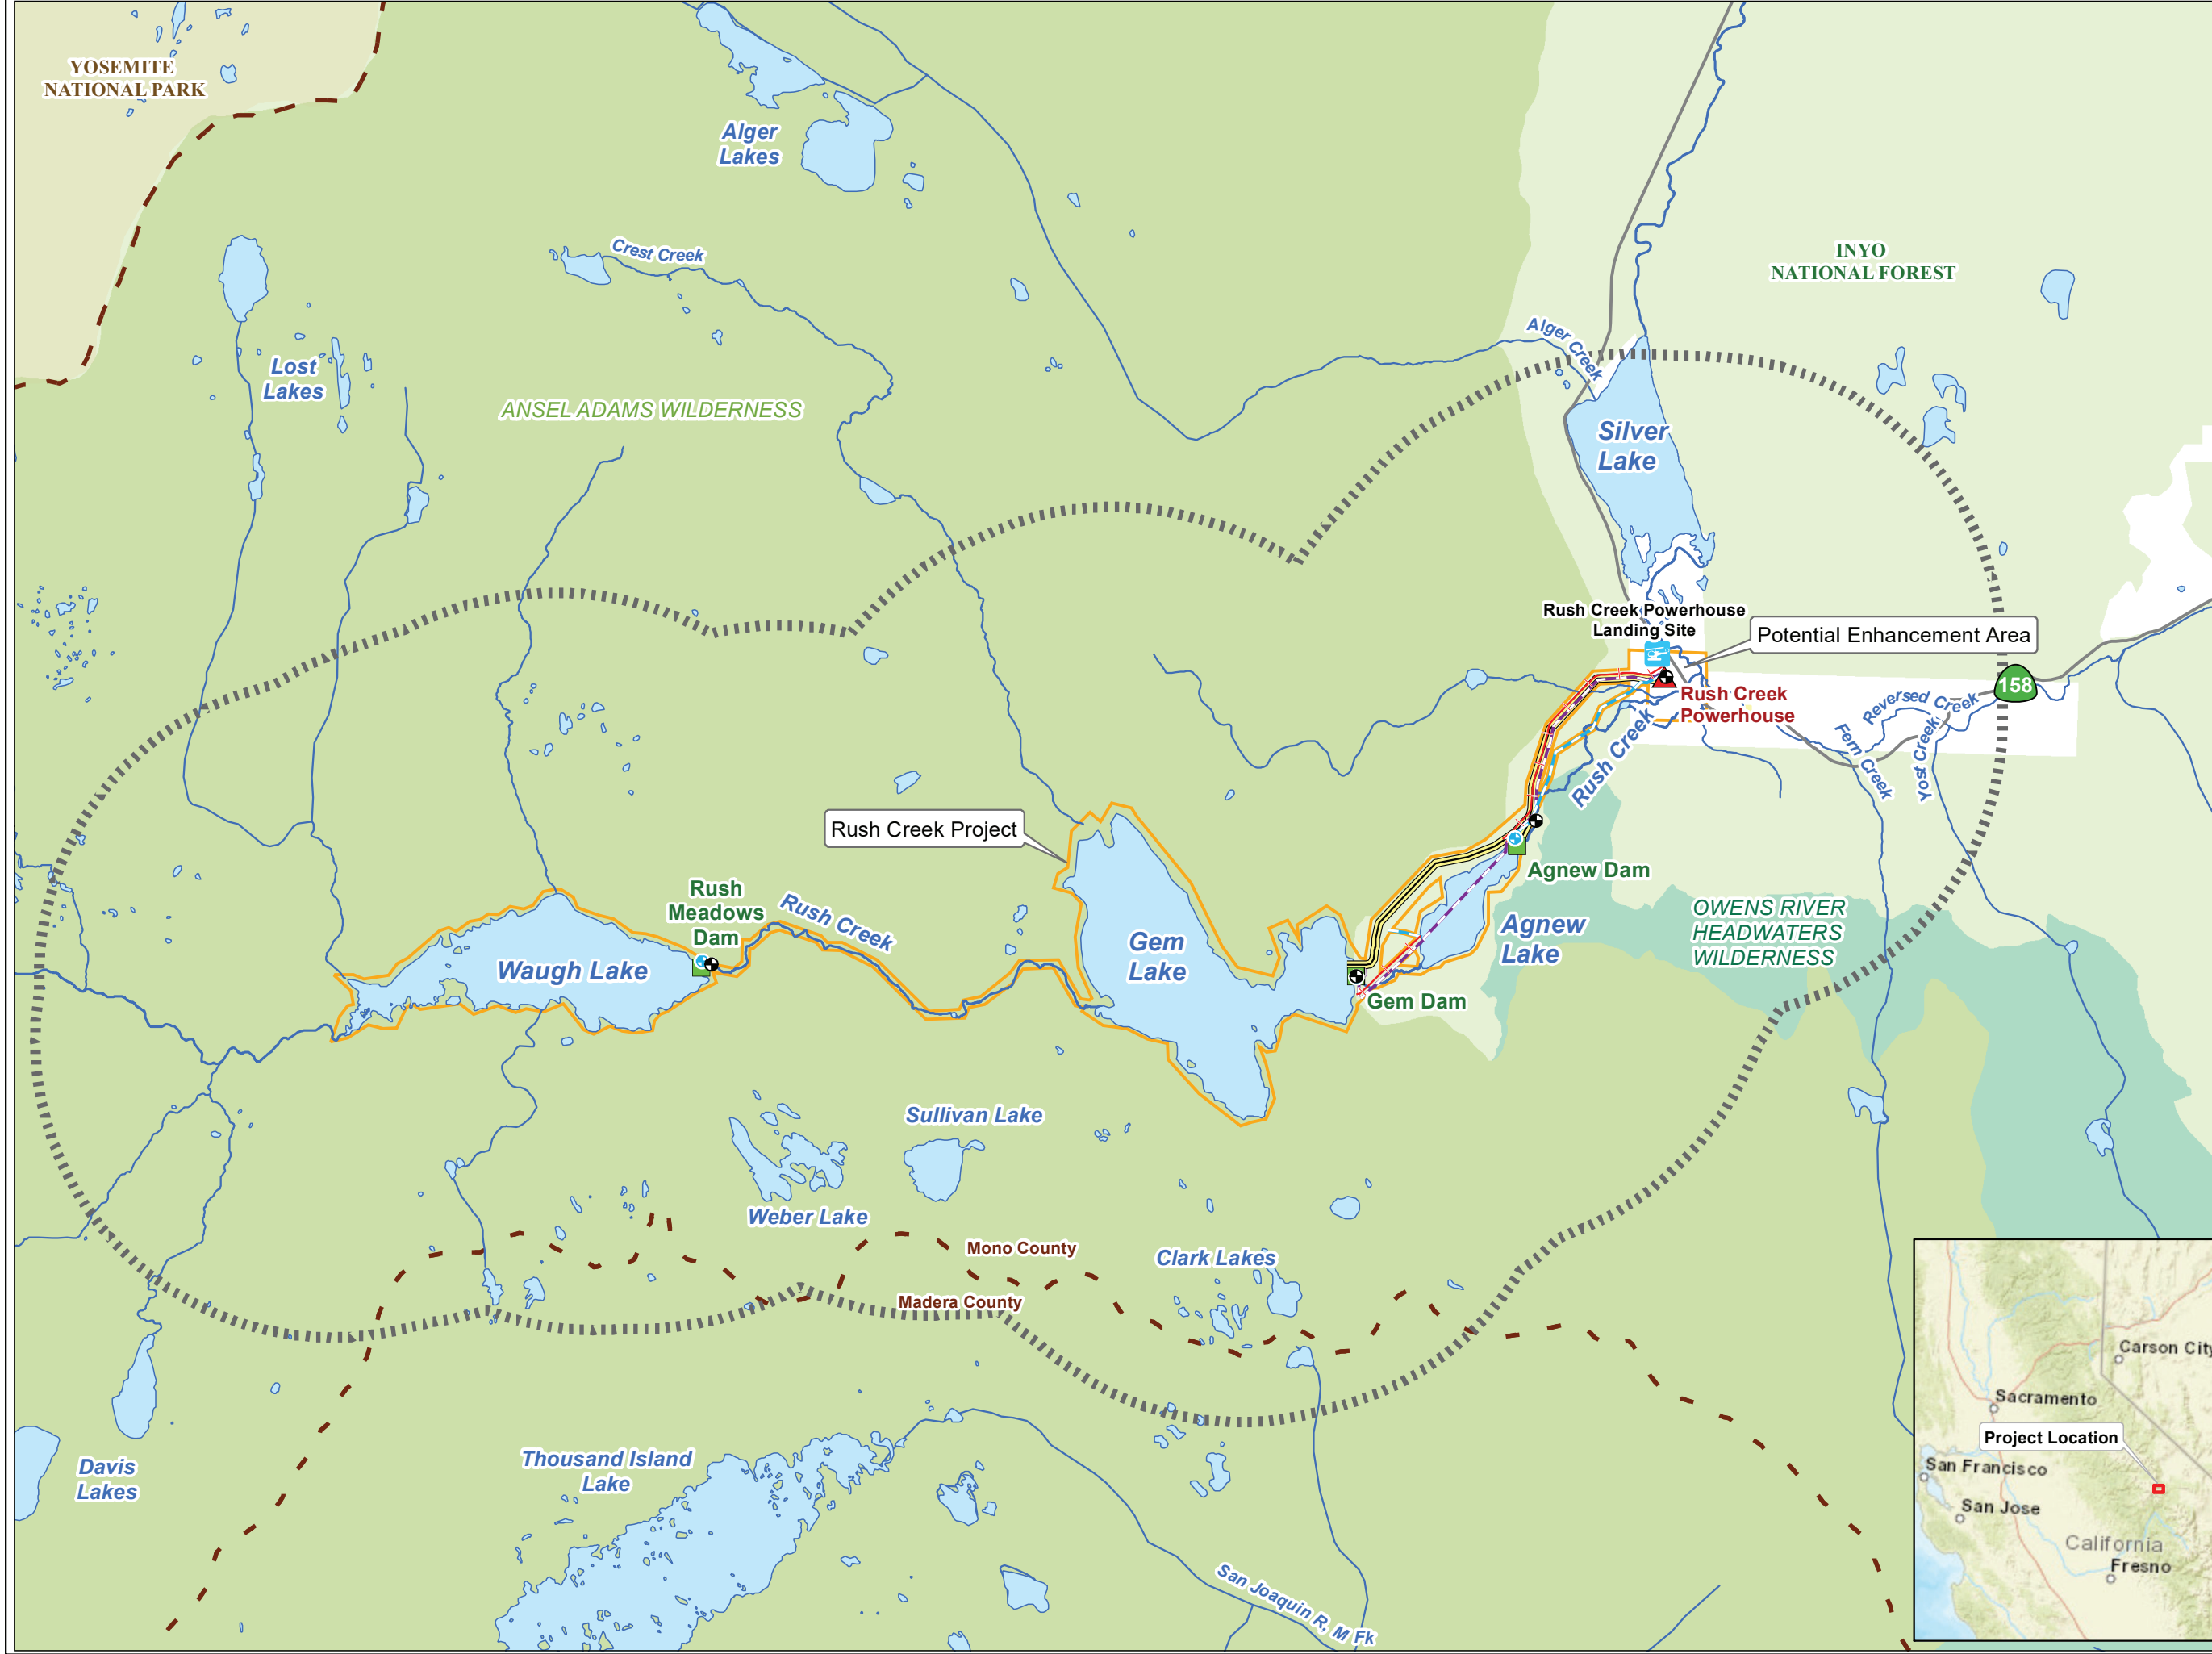 YOSEMITE
NATIONAL PARK
Alger
Lakes
Crest Creek
INYO
NATIONAL FOREST
Alger Creek
Lost
Lakes
ANSEL ADAMS WILDERNESS
Silver
Lake
Rush Creek Powerhouse
Landing Site
Potential Enhancement Area
158
Rush Creek
Powerhouse
Reversed Creek
Fern Creek
Yost Creek
Rush Creek
Rush Creek Project
Agnew Dam
Rush
Meadows
Dam
Rush Creek
OWENS RIVER
HEADWATERS
WILDERNESS
Agnew
Lake
Gem
Lake
Waugh Lake
Gem Dam
Sullivan Lake
Weber Lake
Mono County
Clark Lakes
Madera County
Thousand Island
Lake
Davis
Lakes
San Joaquin R, M Fk
Carson City
Sacramento
Project Location
San Francisco
San Jose
California
Fresno